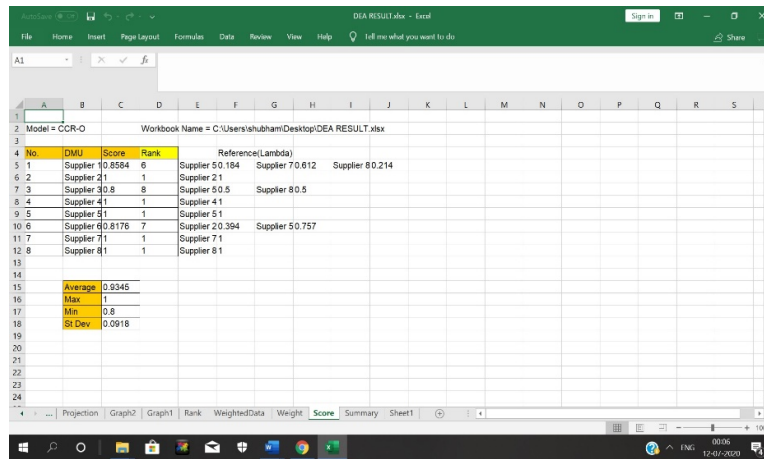 AutoSave DEA RESULT.xlsx - Excel Sign in
File Home Insert Page Layout Formulas Data Review View Help Tell me what you want to do Share
A1 fx
A B C D E F G H I J K L M N O P Q R S
1
2 Model = CCR-O Workbook Name = C:\Users\shubham\Desktop\DEA RESULT.xlsx
3
4 No. DMU Score Rank Reference(Lambda)
5 1 Supplier 1 0.8584 6 Supplier 5 0.184 Supplier 7 0.612 Supplier 8 0.214
6 2 Supplier 2 1 1 Supplier 2 1
7 3 Supplier 3 0.8 8 Supplier 5 0.5 Supplier 8 0.5
8 4 Supplier 4 1 1 Supplier 4 1
9 5 Supplier 5 1 1 Supplier 5 1
10 6 Supplier 6 0.8176 7 Supplier 2 0.394 Supplier 5 0.757
11 7 Supplier 7 1 1 Supplier 7 1
12 8 Supplier 8 1 1 Supplier 8 1
13
14
15 Average 0.9345
16 Max 1
17 Min 0.8
18 St Dev 0.0918
19
20
21
22
23
24
... Projection Graph2 Graph1 Rank WeightedData Weight Score Summary Sheet1
ENG 00:06
12-07-2020